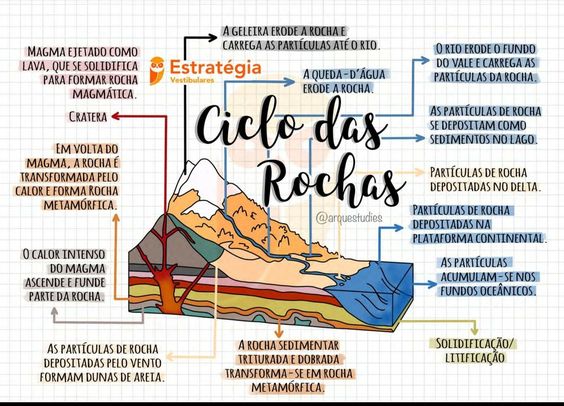 A geleira erode a rocha e
carrega as partículas até o rio.
Magma ejetado como
lava, que se solidifica
para formar rocha
magmática.
Estratégia
Vestibulares
A queda-d'água
erode a rocha.
O rio erode o fundo
do vale e carrega as
partículas da rocha.
Cratera
Ciclo das
Rochas
@arquestudies
As partículas de rocha
se depositam como
sedimentos no lago.
Em volta do
magma, a rocha é
transformada pelo
calor e forma Rocha
metamórfica.
Partículas de rocha
depositadas no delta.
Partículas de rocha
depositadas na
plataforma continental.
O calor intenso
do magma
ascende e funde
parte da rocha.
As partículas
acumulam-se nos
fundos oceânicos.
As partículas de rocha
depositadas pelo vento
formam dunas de areia.
A rocha sedimentar
triturada e dobrada
transforma-se em rocha
metamórfica.
Solidificação/
litificação